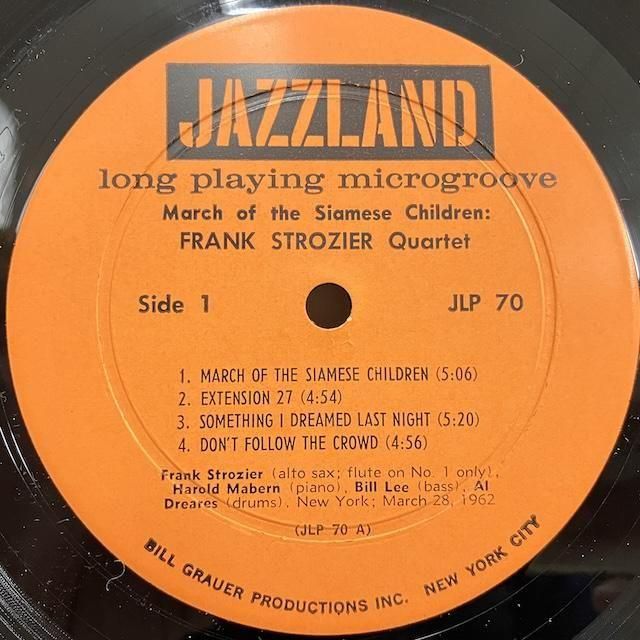 JAZZLAND
long playing microgroove
March of the Siamese Children:
FRANK STROZIER Quartet
Side 1 JLP 70
1. MARCH OF THE SIAMESE CHILDREN (5:06)
2. EXTENSION 27 (4:54)
3. SOMETHING I DREAMED LAST NIGHT (5:20)
4. DON'T FOLLOW THE CROWD (4:56)
Frank Strozier (alto sax; flute on No. 1 only),
Harold Mabern (piano), Bill Lee (bass), Al
Dreares (drums). New York; March 28, 1962
(JLP 70 A)
BILL GRAUER PRODUCTIONS INC. NEW YORK CITY